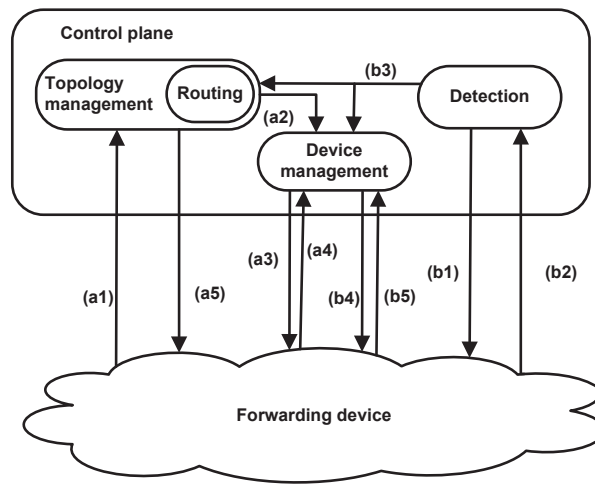 Control plane
(b3)
Topology
management
Routing
Detection
(a2)
Device
management
(a3)
(a4)
(b1)
(b2)
(a1)
(a5)
(b4)
(b5)
Forwarding device